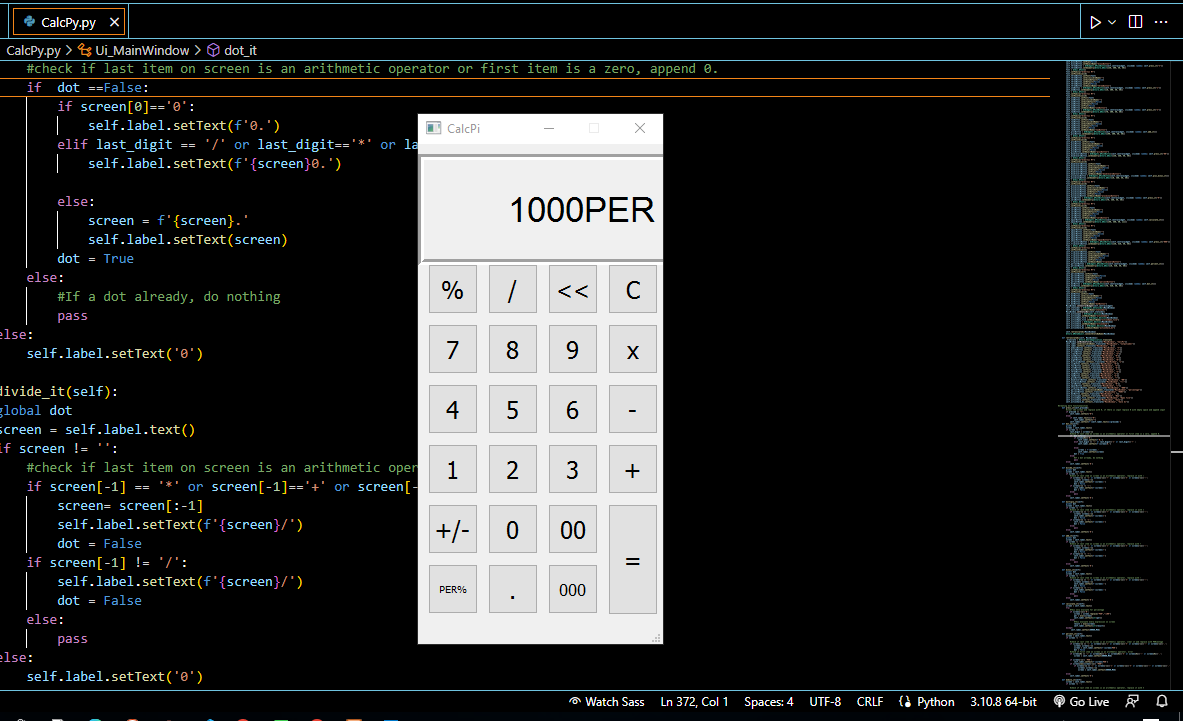 CalcPy.py
CalcPy.py > Ui_MainWindow > dot_it
#check if last item on screen is an arithmetic operator or first item is a zero, append 0.
if dot ==False:
if screen[0]=='0':
self.label.setText(f'0.')
elif last_digit == '/' or last_digit=='*' or la
self.label.setText(f'{screen}0.')
else:
screen = f'{screen}.'
self.label.setText(screen)
dot = True
else:
#If a dot already, do nothing
pass
else:
self.label.setText('0')
divide_it(self):
global dot
screen = self.label.text()
if screen != '':
#check if last item on screen is an arithmetic oper
if screen[-1] == '*' or screen[-1]=='+' or screen[-
screen= screen[:-1]
self.label.setText(f'{screen}/')
dot = False
if screen[-1] != '/':
self.label.setText(f'{screen}/')
dot = False
else:
pass
else:
self.label.setText('0')
CalcPi
1000PER
% / << C
7 8 9 x
4 5 6 -
1 2 3 +
+/- 0 00 =
PER% . 000
Watch Sass Ln 372, Col 1 Spaces: 4 UTF-8 CRLF Python 3.10.8 64-bit Go Live